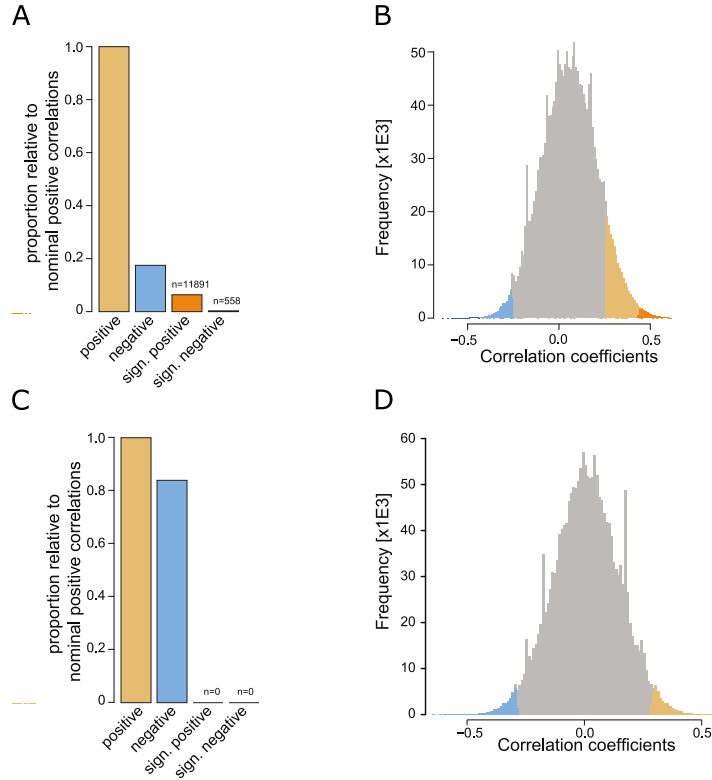 A
proportion relative to
nominal positive correlations
1.0
0.8
0.6
0.4
0.2
0
n=11891
n=558
positive
negative
sign. positive
sign. negative
B
Frequency [x1E3]
50
40
30
20
10
0
−0.5
0.0
0.5
Correlation coefficients
C
proportion relative to
nominal positive correlations
1.0
0.8
0.6
0.4
0.2
0
n=0
n=0
positive
negative
sign. positive
sign. negative
D
Frequency [x1E3]
60
50
40
30
20
10
0
−0.5
0.0
0.5
Correlation coefficients